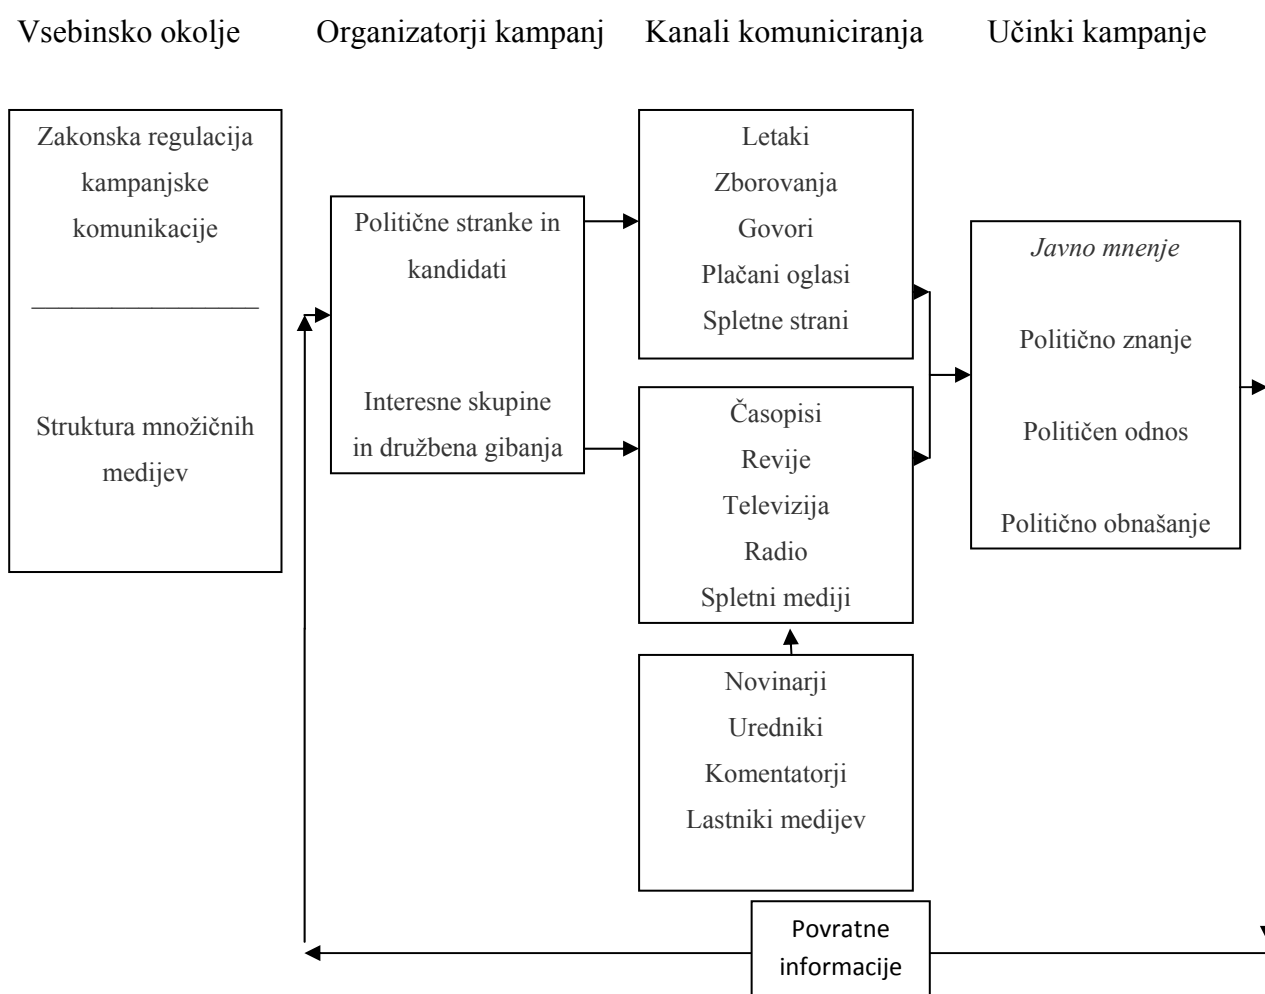 Vsebinsko okolje
Organizatorji kampanj
Kanali komuniciranja
Učinki kampanje
Zakonska regulacija
kampanjske
komunikacije
Struktura množičnih
medijev
Politične stranke in
kandidati
Interesne skupine
in družbena gibanja
Letaki
Zborovanja
Govori
Plačani oglasi
Spletne strani
Časopisi
Revije
Televizija
Radio
Spletni mediji
Novinarji
Uredniki
Komentatorji
Lastniki medijev
Javno mnenje
Politično znanje
Političen odnos
Politično obnašanje
Povratne
informacije